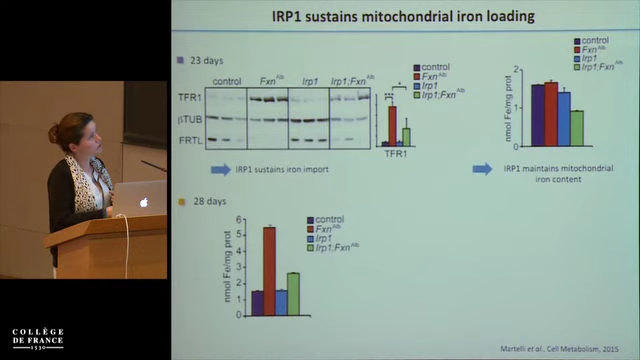 IRP1 sustains mitochondrial iron loading
23 days
control Fxn^Alb Irp1 Irp1;Fxn^Alb
TFR1
βTUB
FRTL
control
Fxn^Alb
Irp1
Irp1;Fxn^Alb
***
*
TFR1
IRP1 sustains iron import
control
Fxn^Alb
Irp1
Irp1;Fxn^Alb
nmol Fe/mg prot
2
1
0
IRP1 maintains mitochondrial
iron content
28 days
control
Fxn^Alb
Irp1
Irp1;Fxn^Alb
nmol Fe/mg prot
6
5
4
3
2
1
0
Martelli et al., Cell Metabolism, 2015
COLLÈGE
DE FRANCE
1530